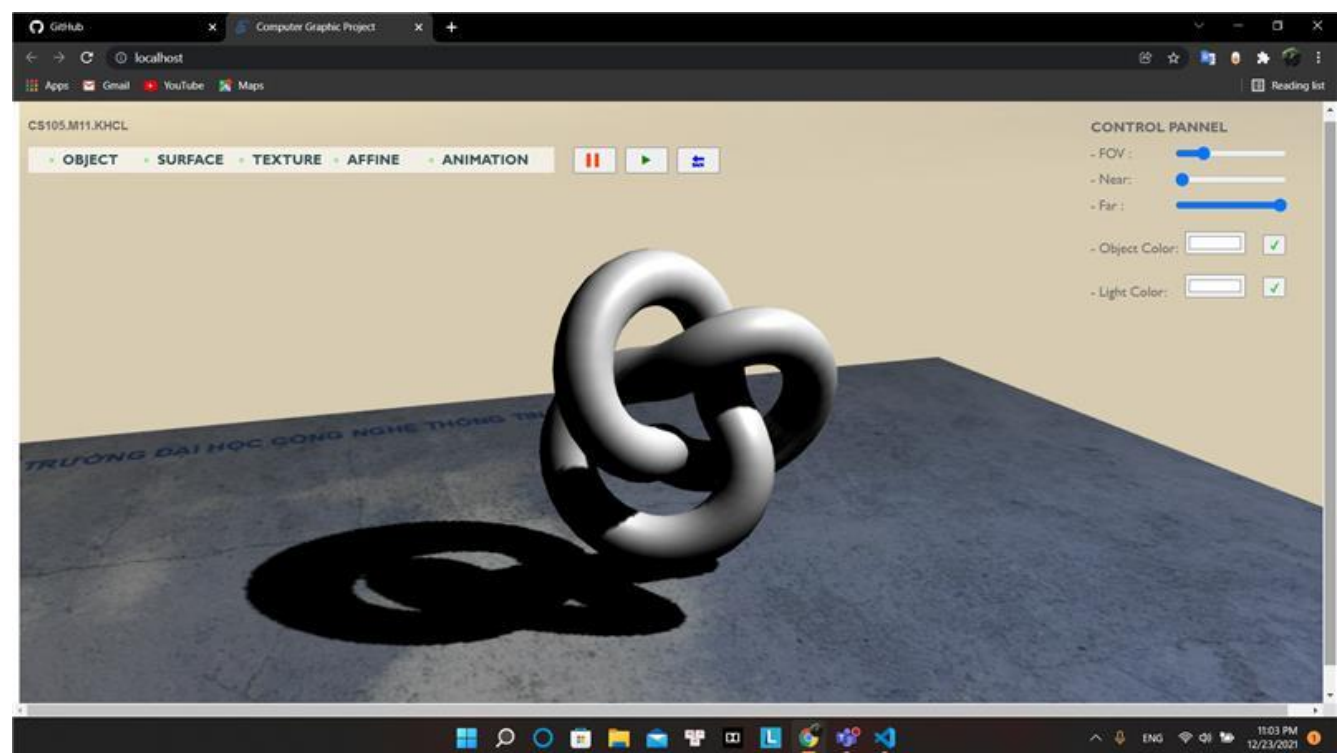 GitHub
Computer Graphic Project
localhost
Apps Gmail YouTube Maps
Reading list
CS105.M11.KHCL
OBJECT SURFACE TEXTURE AFFINE ANIMATION
CONTROL PANNEL
- FOV :
- Near:
- Far :
- Object Color:
- Light Color:
TRƯỜNG ĐẠI HỌC CÔNG NGHỆ THÔNG TIN
ENG
11:03 PM
12/23/2021
1